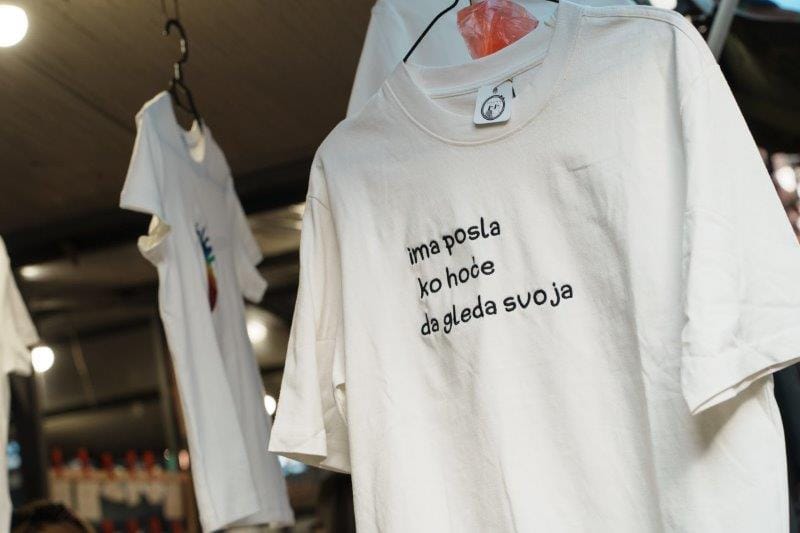 ima posla
ko hoće
da gleda svoja